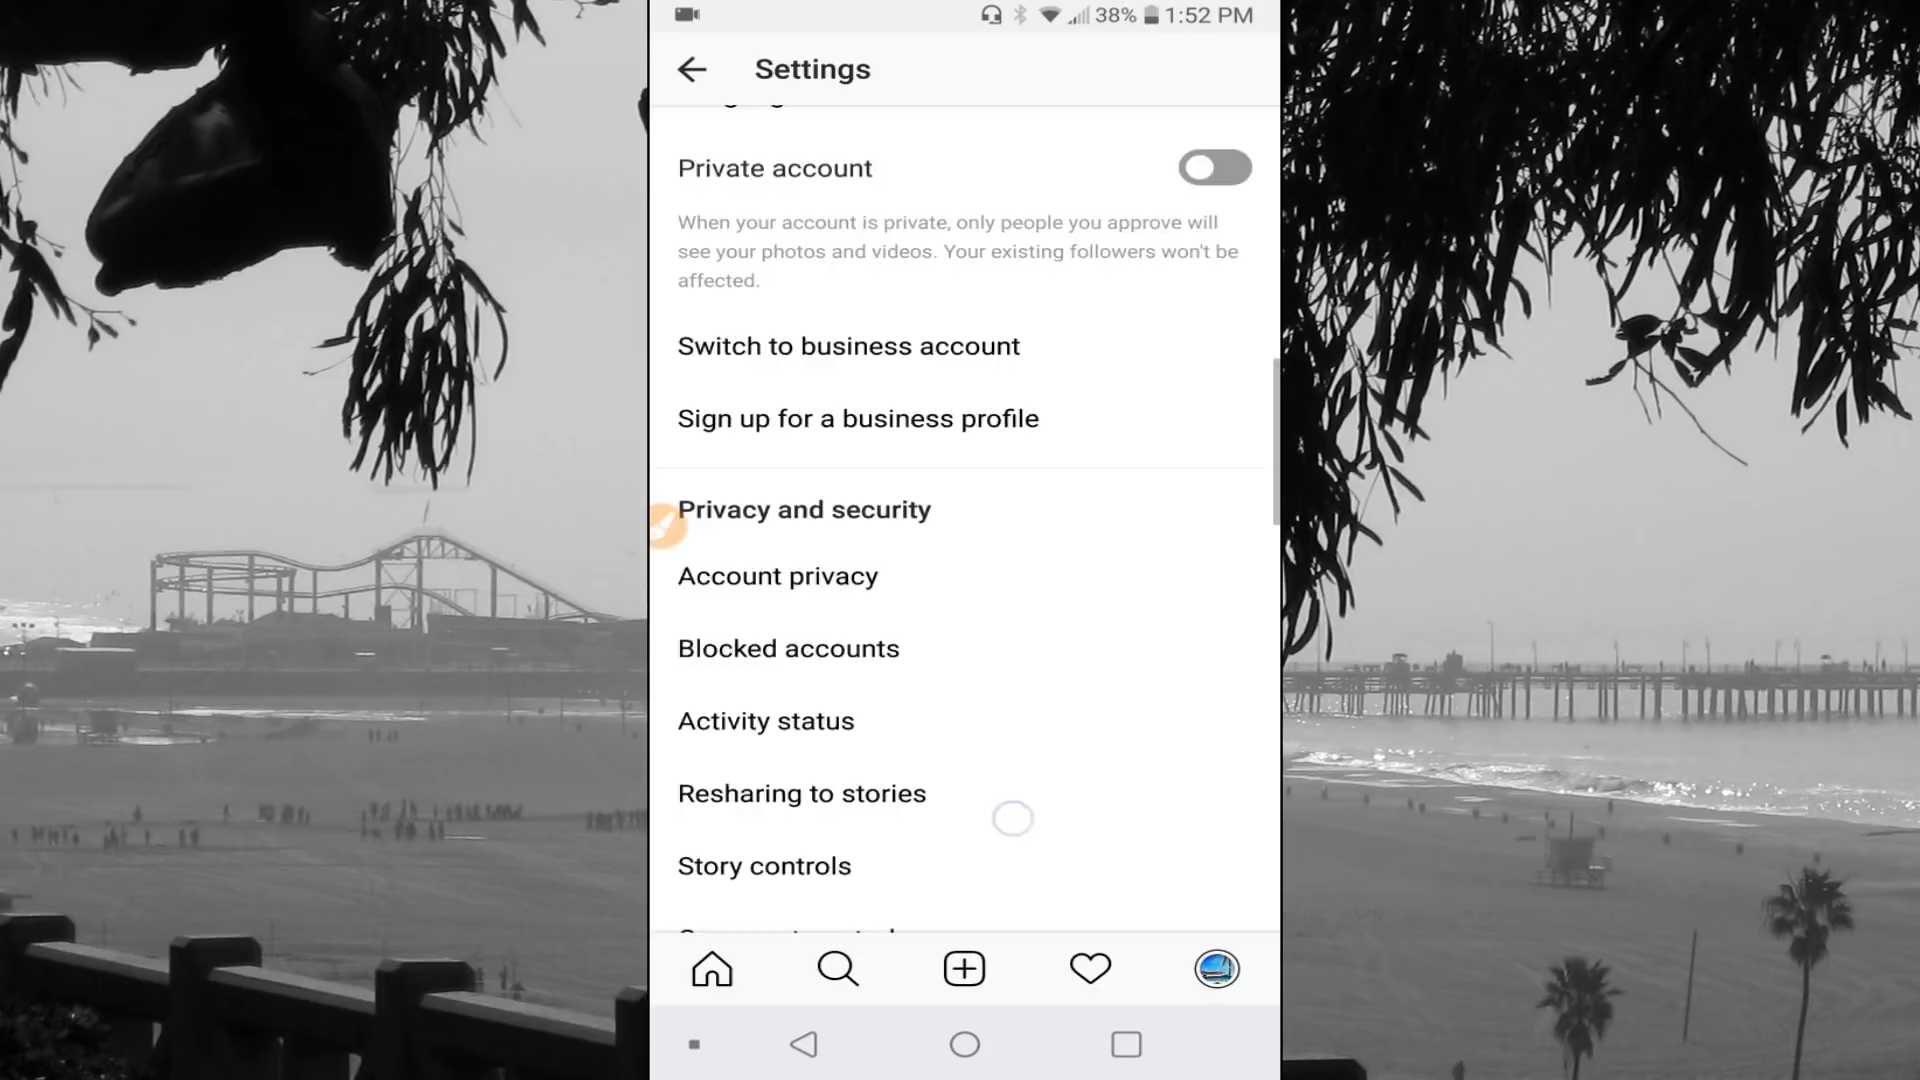 38% 1:52 PM
Settings
Private account
When your account is private, only people you approve will
see your photos and videos. Your existing followers won't be
affected.
Switch to business account
Sign up for a business profile
Privacy and security
Account privacy
Blocked accounts
Activity status
Resharing to stories
Story controls